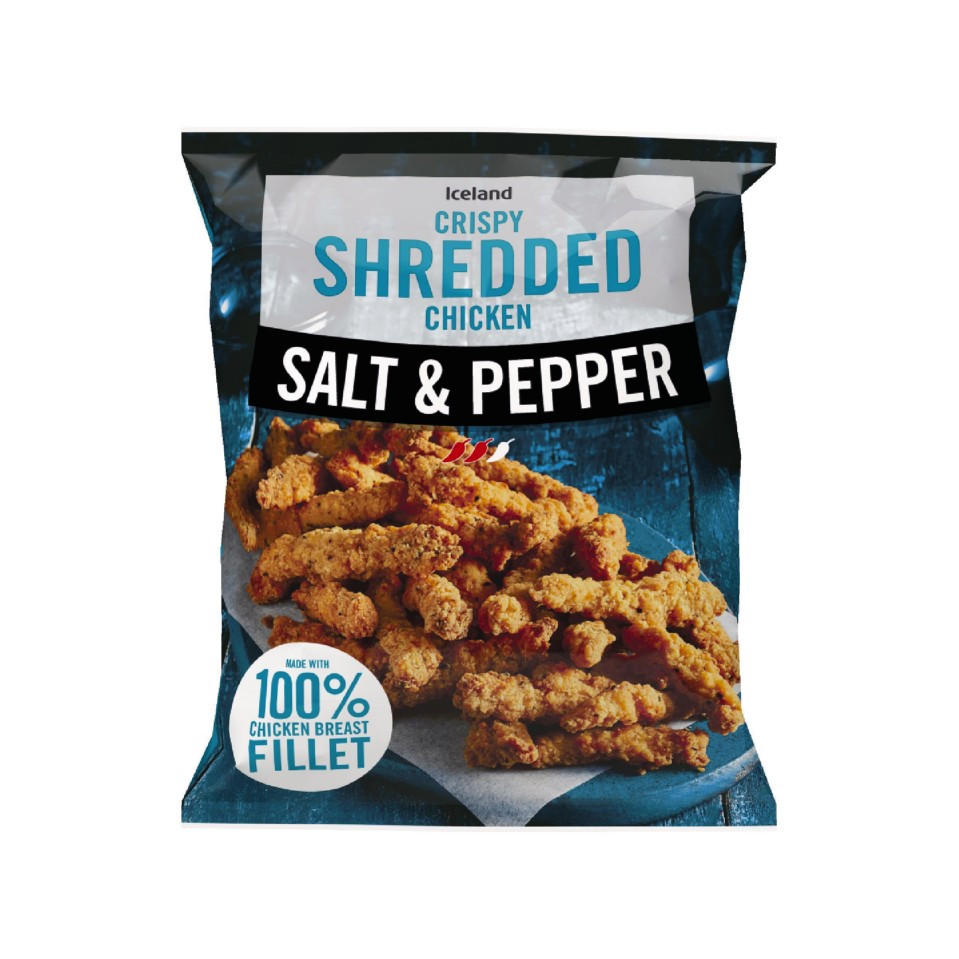 Iceland
CRISPY
SHREDDED
CHICKEN
SALT & PEPPER
MADE WITH
100%
CHICKEN BREAST
FILLET